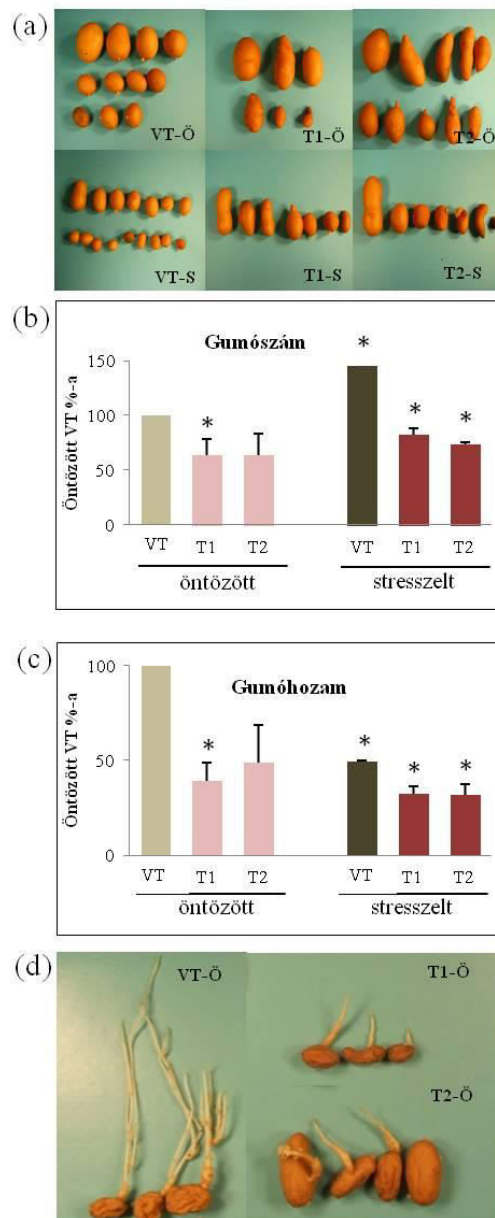 (a)
VT-Ö T1-Ö T2-Ö
VT-S T1-S T2-S
(b)
Gumószám
Öntözött VT %-a
150
100
50
0
* * * *
VT T1 T2 VT T1 T2
öntözött stresszelt
(c)
Gumóhozam
Öntözött VT %-a
100
50
0
* * * *
VT T1 T2 VT T1 T2
öntözött stresszelt
(d)
VT-Ö T1-Ö
T2-Ö